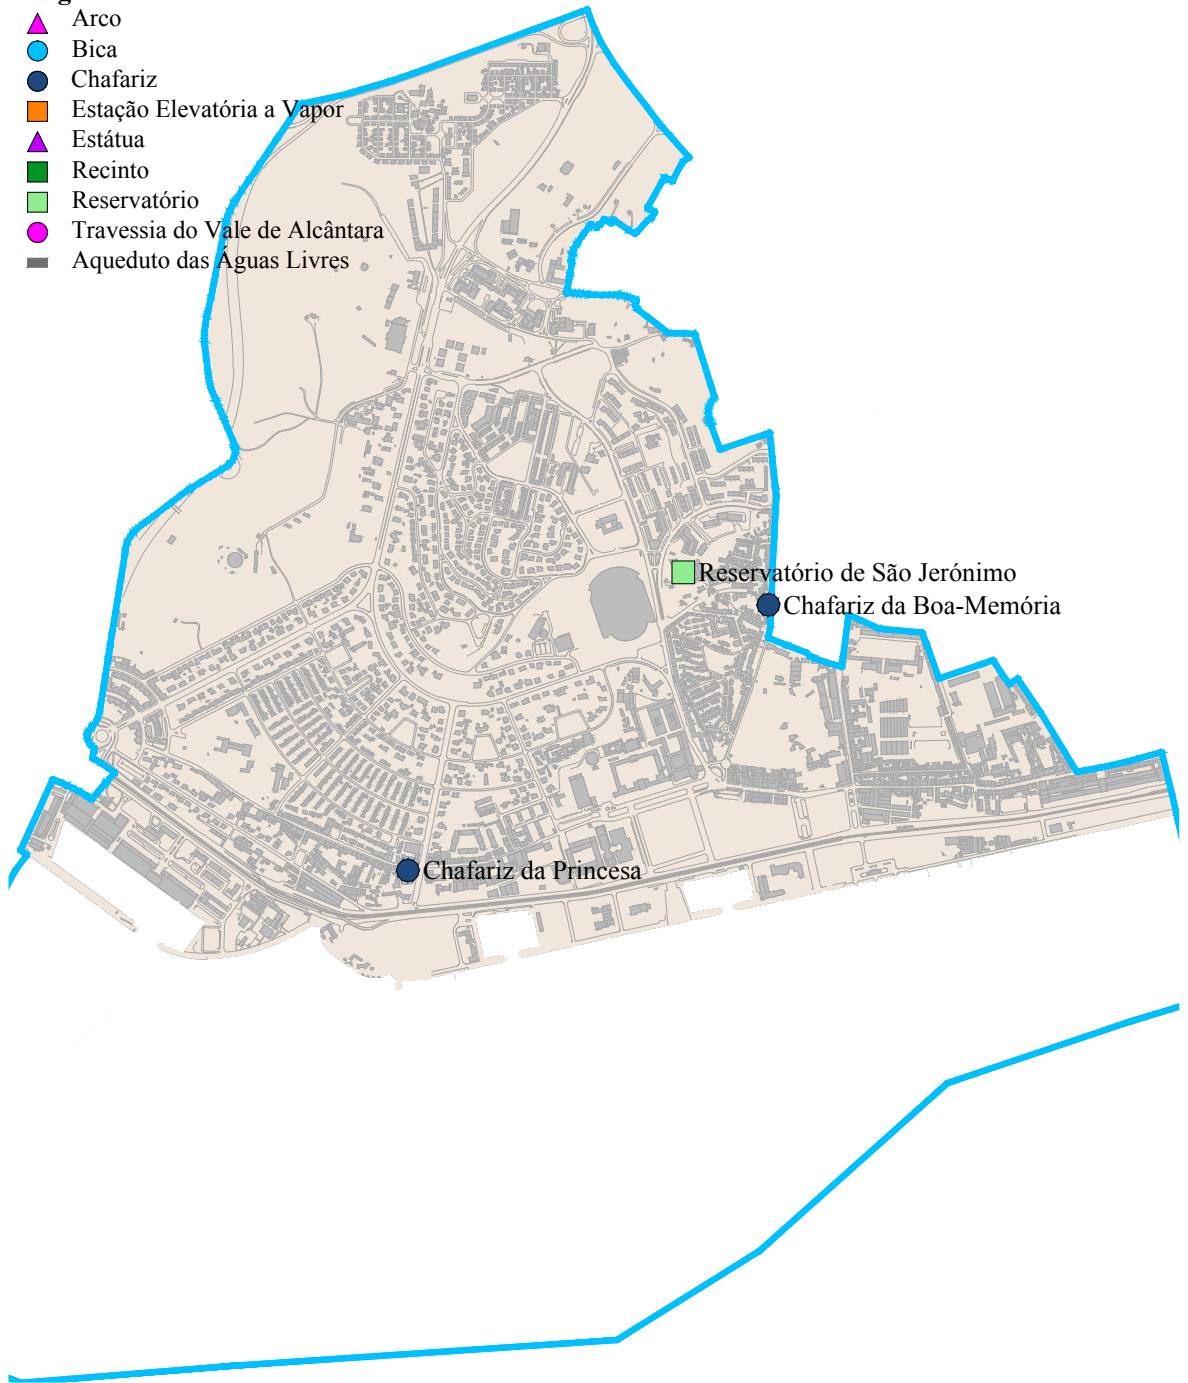 Arco
Bica
Chafariz
Estação Elevatória a Vapor
Estátua
Recinto
Reservatório
Travessia do Vale de Alcântara
Aqueduto das Águas Livres
Reservatório de São Jerónimo
Chafariz da Boa-Memória
Chafariz da Princesa